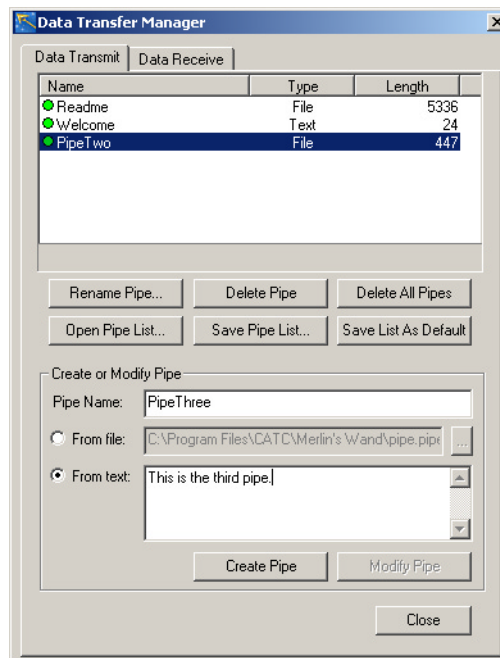 Data Transfer Manager
Data Transmit Data Receive
Name Type Length
Readme File 5336
Welcome Text 24
PipeTwo File 447
Rename Pipe... Delete Pipe Delete All Pipes
Open Pipe List... Save Pipe List... Save List As Default
Create or Modify Pipe
Pipe Name: PipeThree
From file: C:\Program Files\CATC\Merlin's Wand\pipe.pipe ...
From text: This is the third pipe.
Create Pipe Modify Pipe
Close